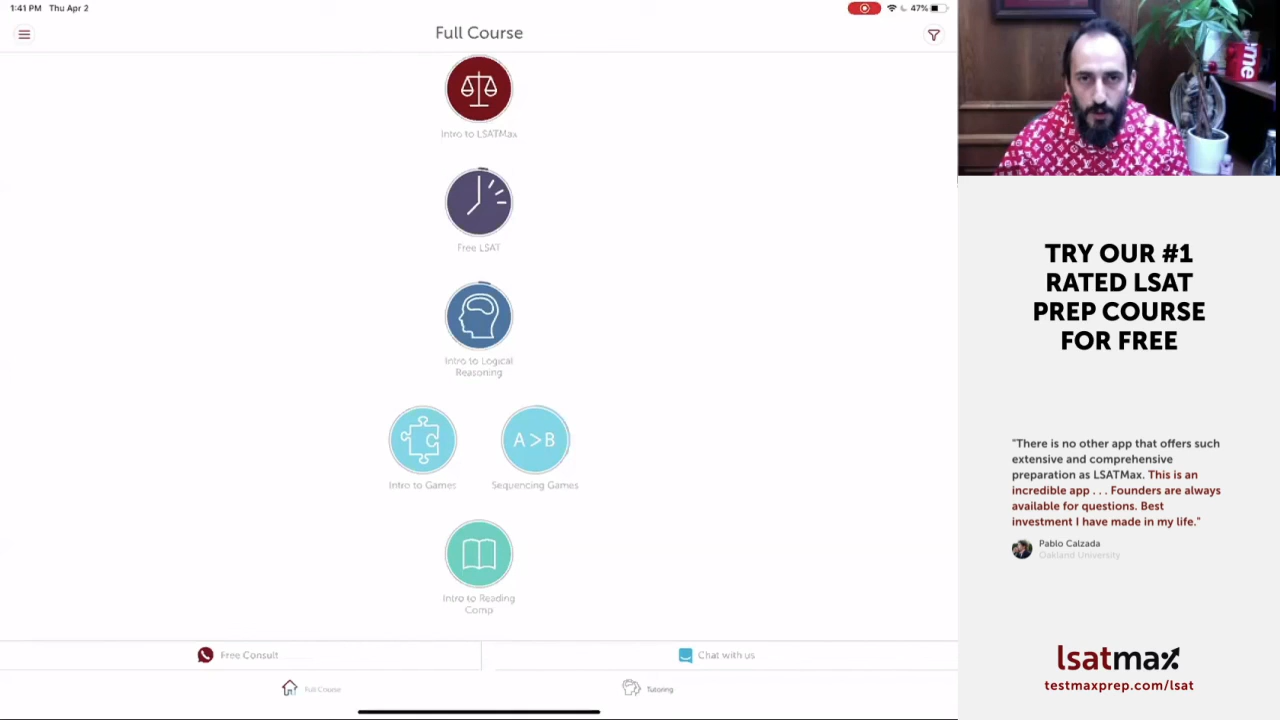 1:41 PM Thu Apr 2
47%
Full Course
Intro to LSATMax
Free LSAT
Intro to Logical
Reasoning
C
A > B
Intro to Games
Sequencing Games
Intro to Reading
Comp
Free Consult
Chat with us
Full Course
Tutoring
me
TRY OUR #1
RATED LSAT
PREP COURSE
FOR FREE
"There is no other app that offers such
extensive and comprehensive
preparation as LSATMax. This is an
incredible app . . . Founders are always
available for questions. Best
investment I have made in my life."
Pablo Calzada
Oakland University
lsatmax
testmaxprep.com/lsat